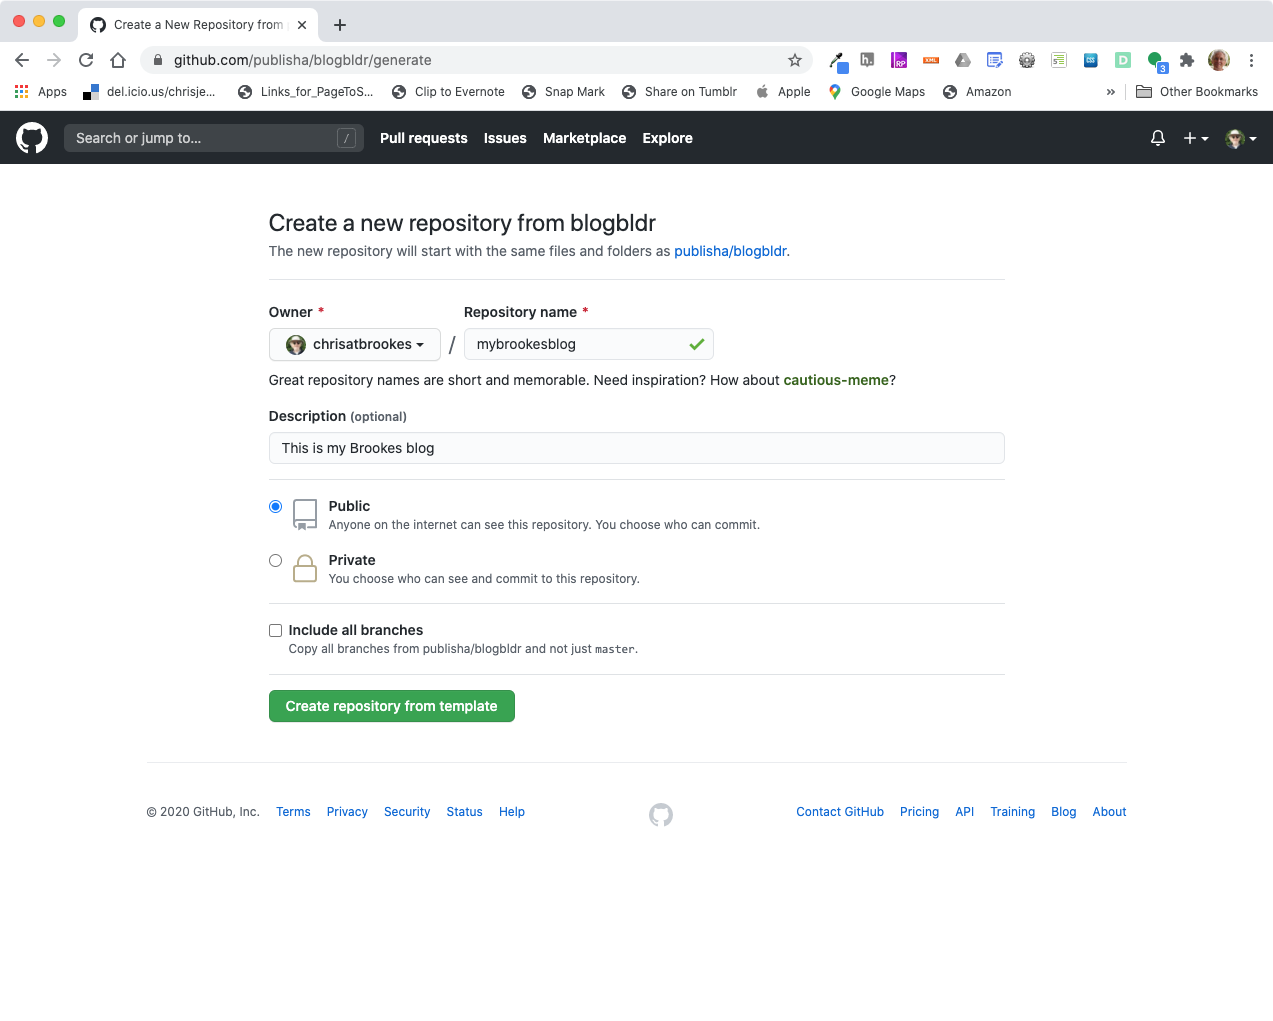 Create a New Repository from
github.com/publisha/blogbldr/generate
Apps
del.icio.us/chrisje...
Links_for_PageToS...
Clip to Evernote
Snap Mark
Share on Tumblr
Apple
Google Maps
Amazon
»
Other Bookmarks
Search or jump to...
/
Pull requests
Issues
Marketplace
Explore
Create a new repository from blogbldr
The new repository will start with the same files and folders as publisha/blogbldr.
Owner *
Repository name *
chrisatbrookes
/
mybrookesblog
Great repository names are short and memorable. Need inspiration? How about cautious-meme?
Description (optional)
This is my Brookes blog
Public
Anyone on the internet can see this repository. You choose who can commit.
Private
You choose who can see and commit to this repository.
Include all branches
Copy all branches from publisha/blogbldr and not just master.
Create repository from template
© 2020 GitHub, Inc.
Terms
Privacy
Security
Status
Help
Contact GitHub
Pricing
API
Training
Blog
About